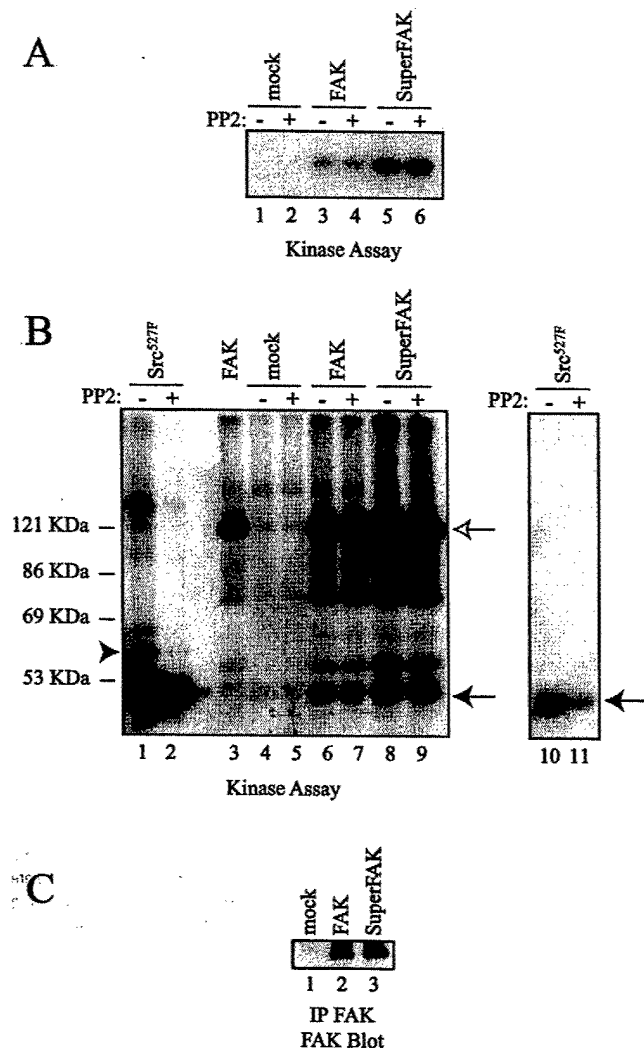 A
mock
FAK
SuperFAK
PP2: - + - + - +
1 2 3 4 5 6
Kinase Assay
B
Src527F
FAK
mock
FAK
SuperFAK
Src527F
PP2: - + - + - + - +
PP2: - +
121 KDa
86 KDa
69 KDa
53 KDa
1 2 3 4 5 6 7 8 9
10 11
Kinase Assay
C
mock
FAK
SuperFAK
1 2 3
IP FAK
FAK Blot